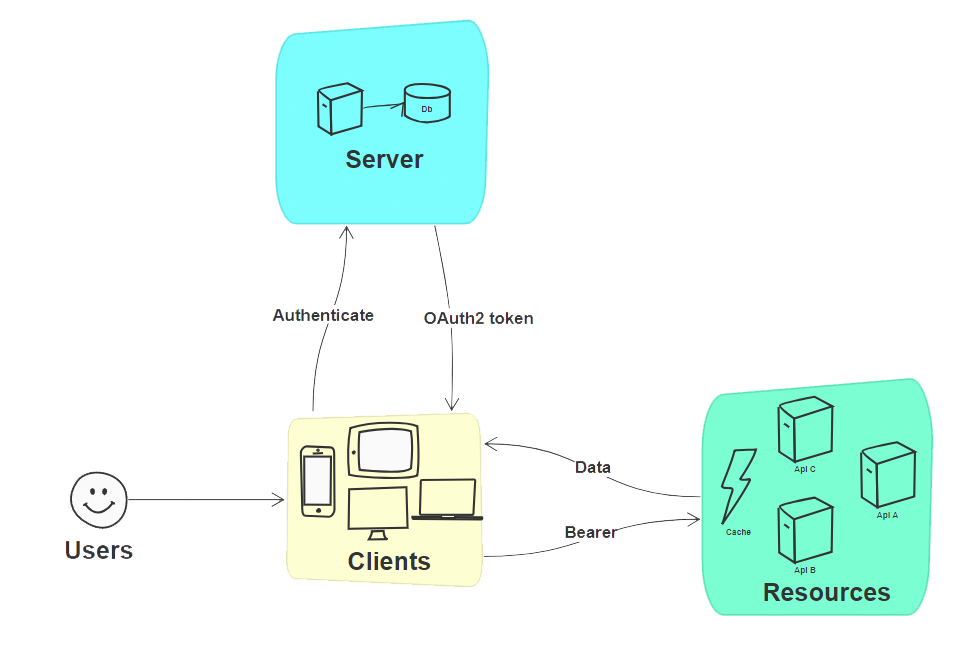 Db
Server
Authenticate
OAuth2 token
Data
Bearer
Users
Clients
ApI C
ApI A
Cache
ApI B
Resources